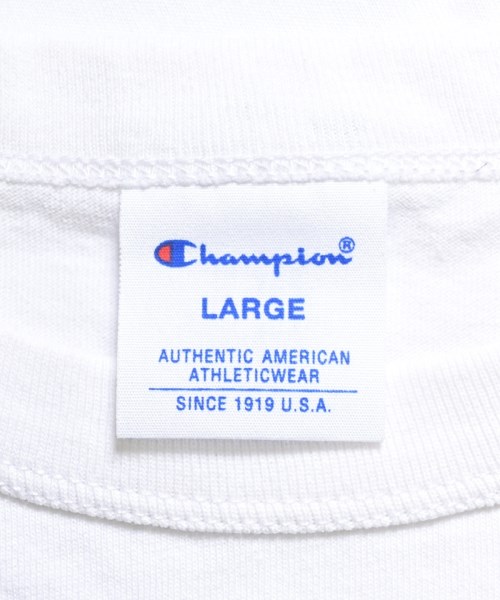 Champion®
LARGE
AUTHENTIC AMERICAN
ATHLETICWEAR
SINCE 1919 U.S.A.